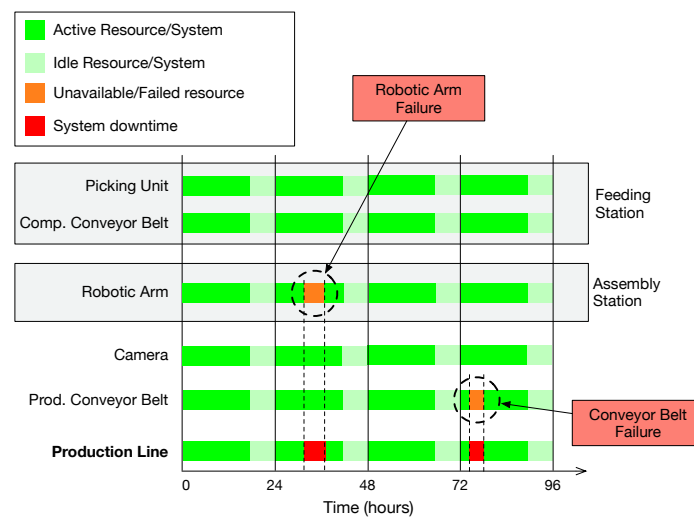 Active Resource/System
Idle Resource/System
Unavailable/Failed resource
System downtime
Robotic Arm
Failure
Picking Unit
Comp. Conveyor Belt
Feeding
Station
Robotic Arm
Assembly
Station
Camera
Prod. Conveyor Belt
Conveyor Belt
Failure
Production Line
0 24 48 72 96
Time (hours)